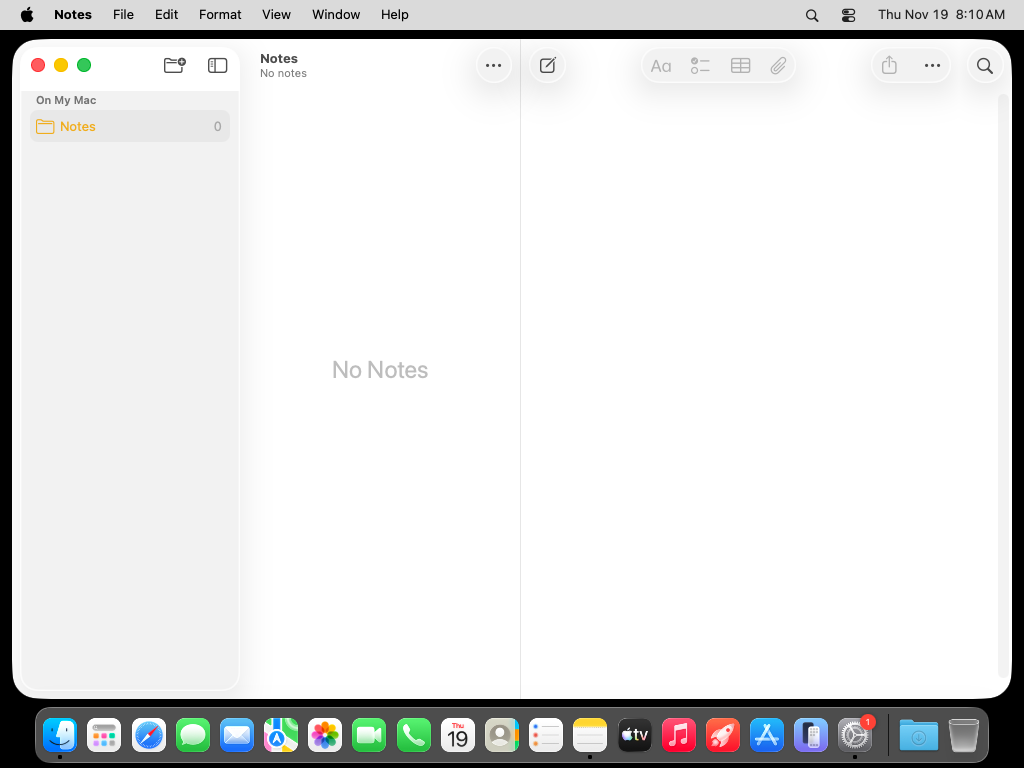 Notes File Edit Format View Window Help Thu Nov 19 8:10 AM
Notes
No notes
Aa
On My Mac
Notes 0
No Notes
Thu
19
tv
1